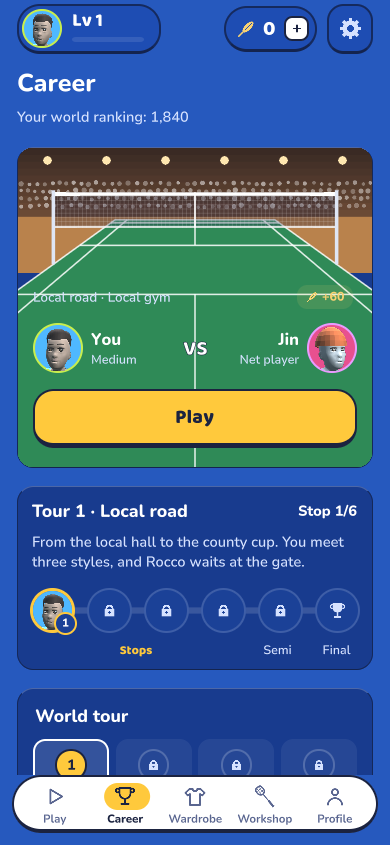 Lv 1
0
+
Career
Your world ranking: 1,840
Local road · Local gym
+60
You
Medium
VS
Jin
Net player
Play
Tour 1 · Local road
Stop 1/6
From the local hall to the county cup. You meet
three styles, and Rocco waits at the gate.
1
Stops
Semi
Final
World tour
1
Play
Career
Wardrobe
Workshop
Profile